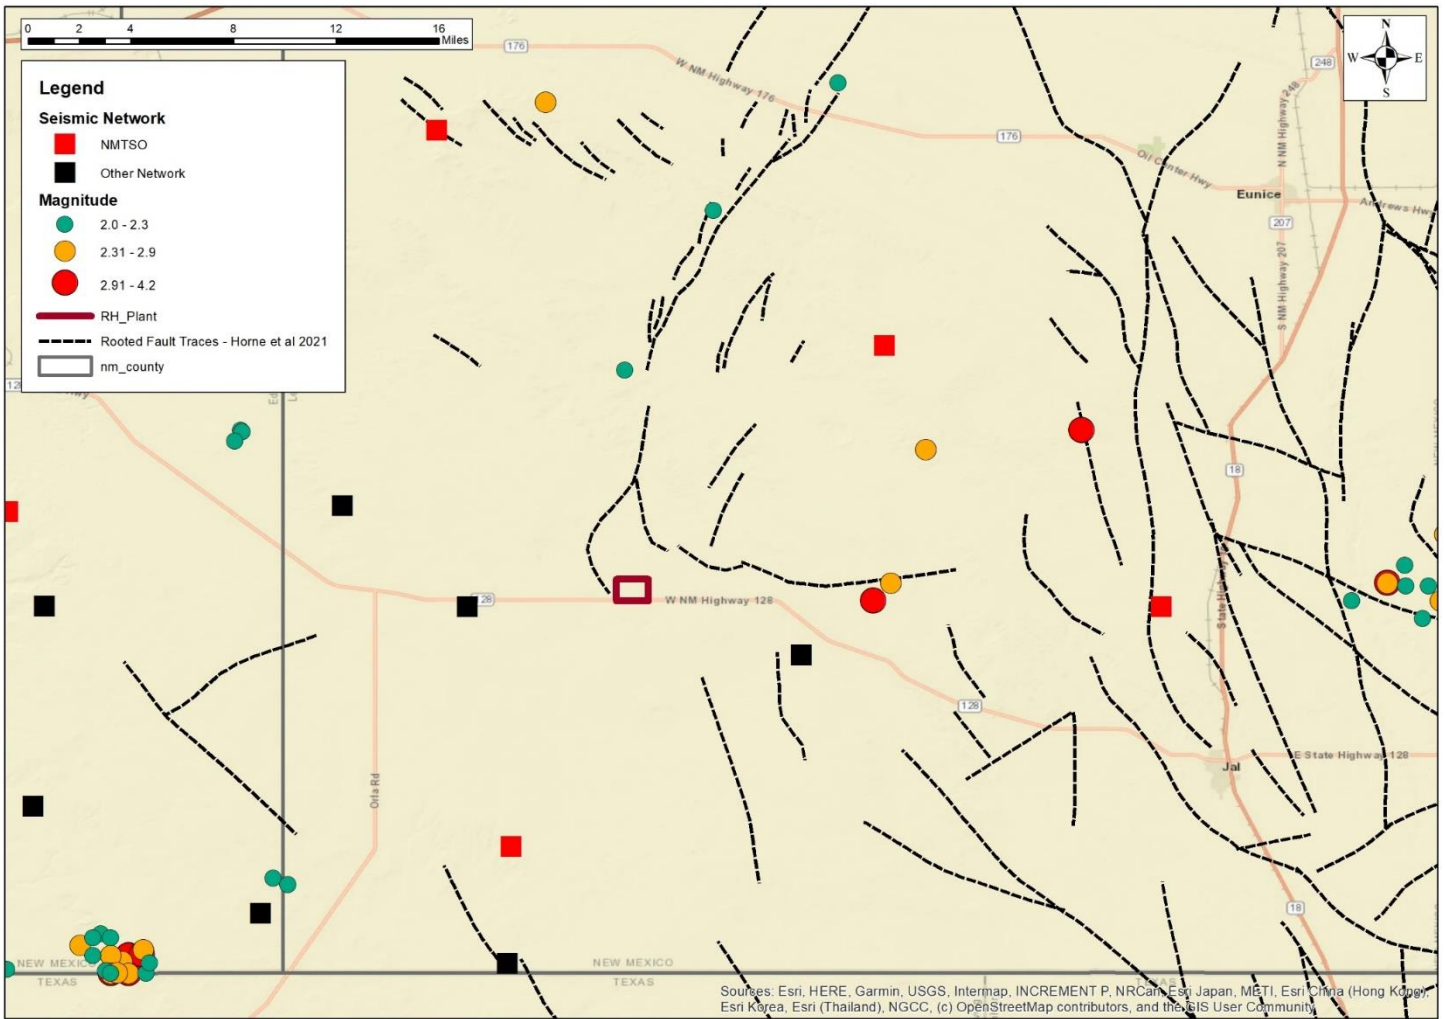 0 2 4 8 12 16
Miles
N
W E
S
Legend
Seismic Network
NMTSO
Other Network
Magnitude
2.0 - 2.3
2.31 - 2.9
2.91 - 4.2
RH_Plant
Rooted Fault Traces - Horne et al 2021
nm_county
176
W NM Highway 176
176
248
N NM Highway 248
Oil Center Hwy
Eunice
Andrews Hwy
207
S NM Highway 207
18
State Highway
128
W NM Highway 128
128
E State Highway 128
Jal
Orla Rd
18
NEW MEXICO
TEXAS
NEW MEXICO
TEXAS
TEXAS
Sources: Esri, HERE, Garmin, USGS, Intermap, INCREMENT P, NRCan, Esri Japan, METI, Esri China (Hong Kong),
Esri Korea, Esri (Thailand), NGCC, (c) OpenStreetMap contributors, and the GIS User Community